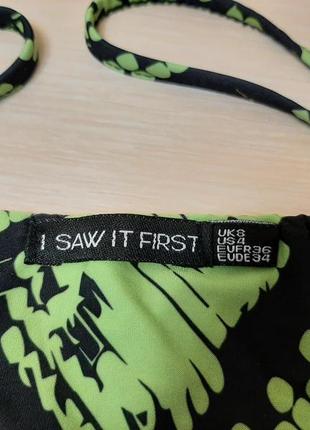 I SAW IT FIRST
UK8
US4
EUFR36
EUDE34